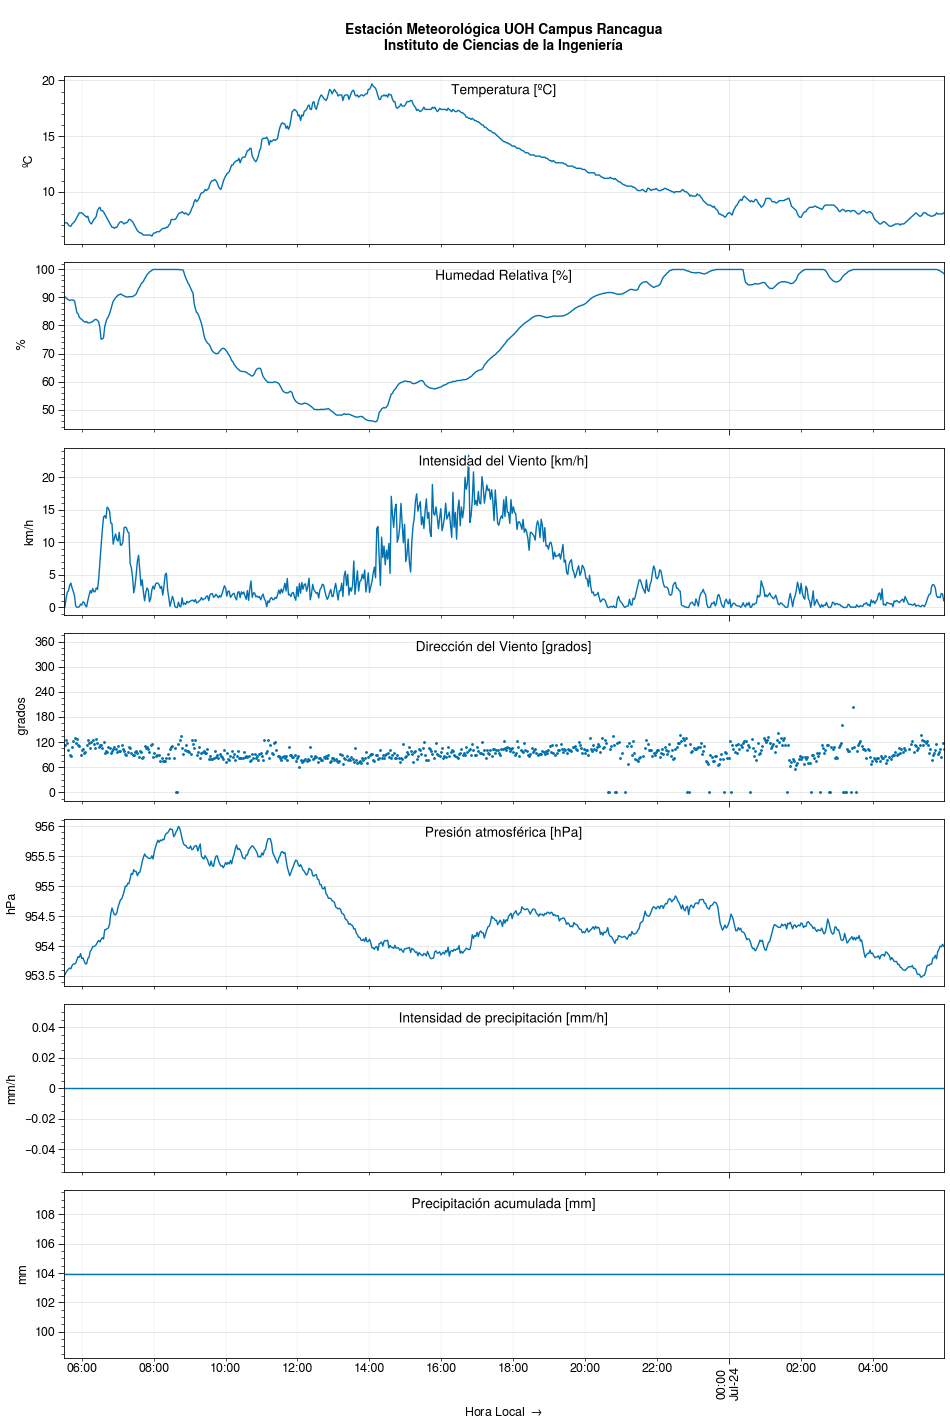 Estación Meteorológica UOH Campus Rancagua
Instituto de Ciencias de la Ingeniería
Temperatura [ºC]
ºC
20
15
10
Humedad Relativa [%]
%
100
90
80
70
60
50
Intensidad del Viento [km/h]
km/h
20
15
10
5
0
Dirección del Viento [grados]
grados
360
300
240
180
120
60
0
Presión atmosférica [hPa]
hPa
956
955.5
955
954.5
954
953.5
Intensidad de precipitación [mm/h]
mm/h
0.04
0.02
0
−0.02
−0.04
Precipitación acumulada [mm]
mm
108
106
104
102
100
06:00 08:00 10:00 12:00 14:00 16:00 18:00 20:00 22:00 00:00 02:00 04:00
Jul-24
Hora Local →